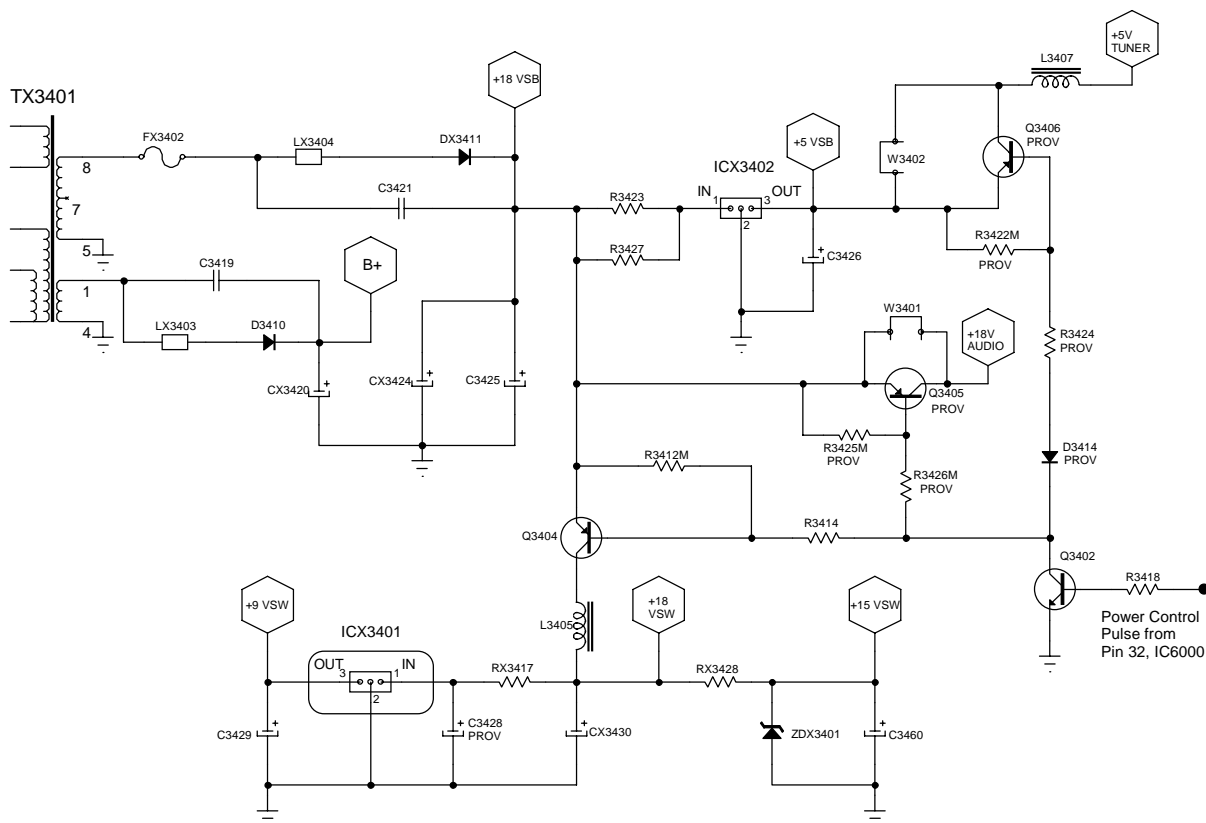 +5V
TUNER
L3407
+18 VSB
TX3401
FX3402
LX3404
DX3411
+5 VSB
Q3406
PROV
8
ICX3402
W3402
C3421
R3423
IN
1
3
OUT
2
7
R3427
R3422M
PROV
C3419
B+
+
C3426
5
1
W3401
+18V
AUDIO
R3424
PROV
4
LX3403
D3410
CX3420
+
CX3424
+
C3425
+
Q3405
PROV
R3425M
PROV
R3412M
D3414
PROV
R3426M
PROV
Q3404
R3414
Q3402
R3418
+9 VSW
+18
VSW
+15 VSW
L3405
Power Control
Pulse from
Pin 32, IC6000
ICX3401
OUT
3
1
IN
2
RX3417
RX3428
C3429
+
+
C3428
PROV
+
CX3430
ZDX3401
+
C3460